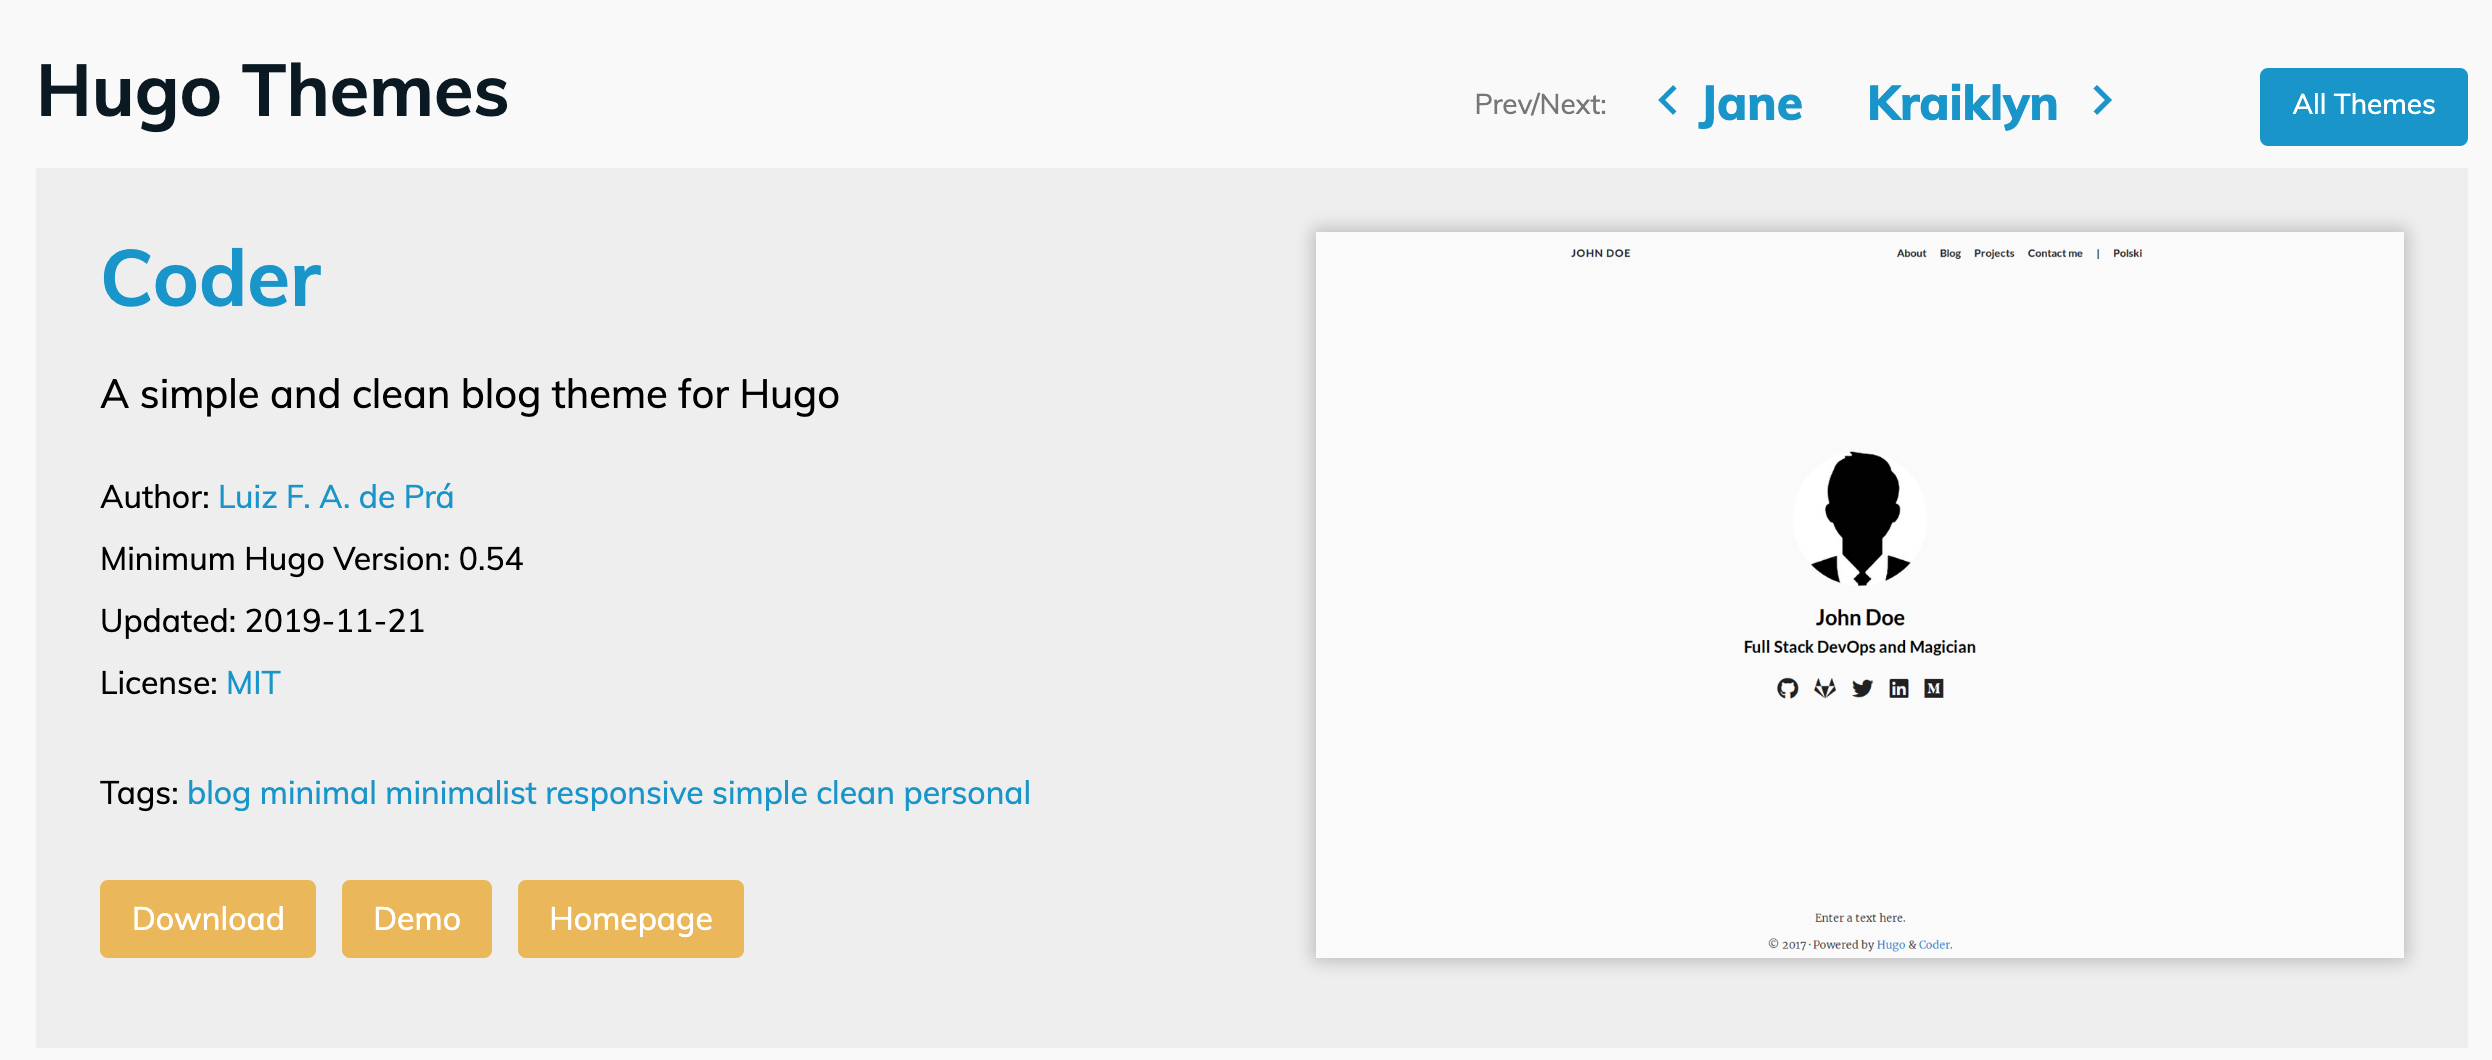 Hugo Themes
Prev/Next: Jane Kraiklyn All Themes
Coder
A simple and clean blog theme for Hugo
Author: Luiz F. A. de Prá
Minimum Hugo Version: 0.54
Updated: 2019-11-21
License: MIT
Tags: blog minimal minimalist responsive simple clean personal
Download Demo Homepage
JOHN DOE About Blog Projects Contact me | Polski
John Doe
Full Stack DevOps and Magician
in M
Enter a text here.
© 2017 · Powered by Hugo & Coder.